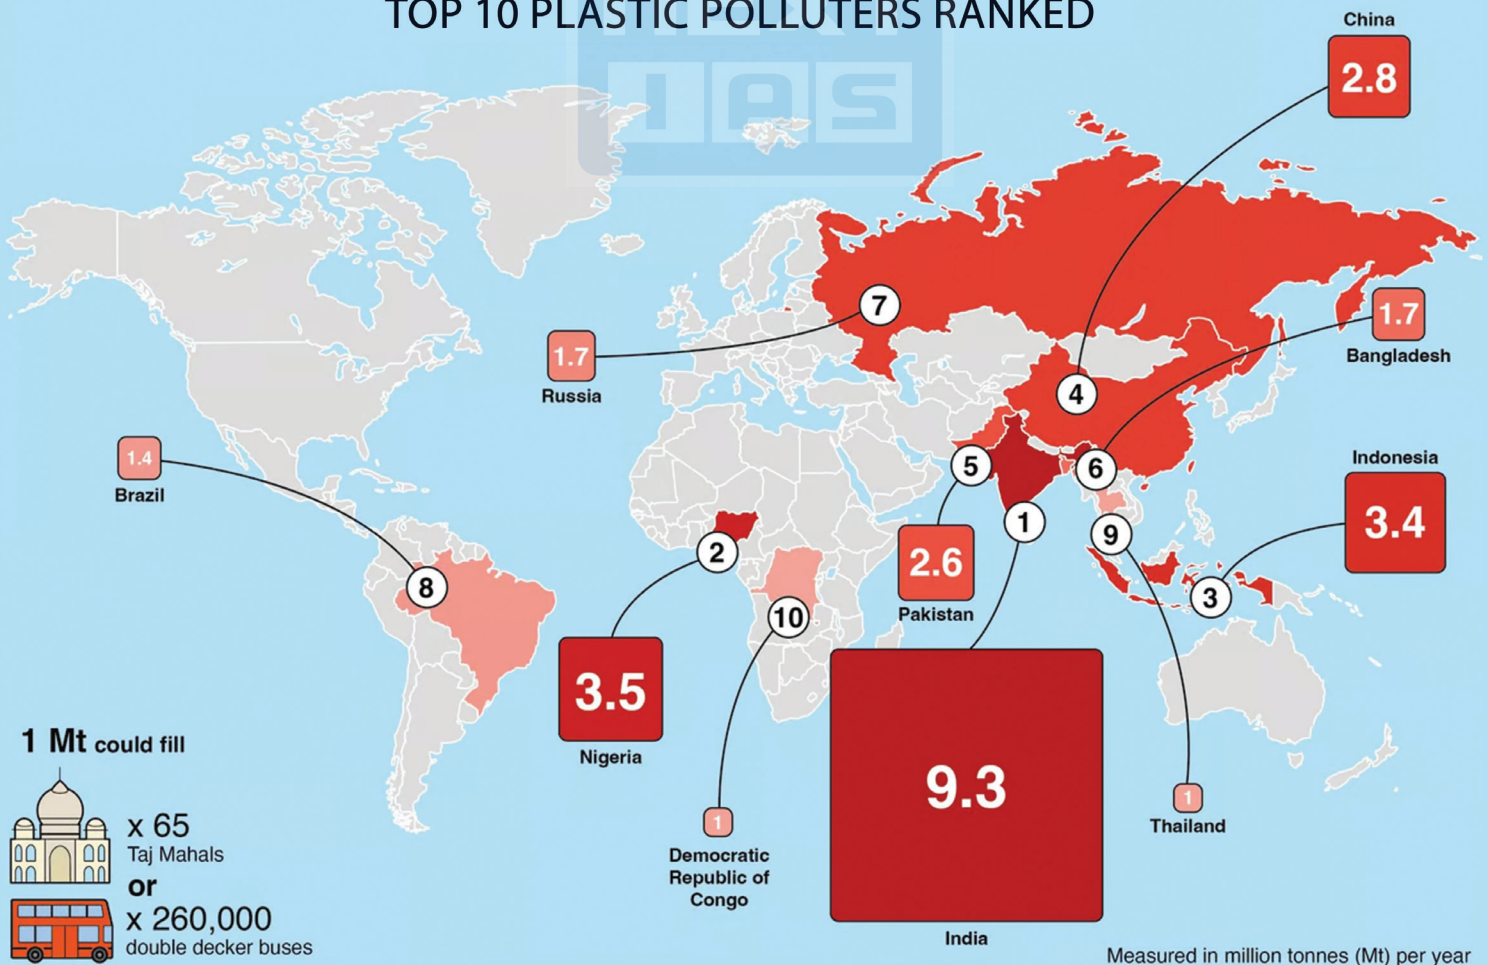 TOP 10 PLASTIC POLLUTERS RANKED
IAS
China
2.8
7
1.7
Bangladesh
1.7
Russia
4
1.4
Brazil
5
6
Indonesia
3.4
1
2
9
2.6
Pakistan
8
3
10
3.5
Nigeria
9.3
India
1
Thailand
1
Democratic
Republic of
Congo
1 Mt could fill
x 65
Taj Mahals
or
x 260,000
double decker buses
Measured in million tonnes (Mt) per year